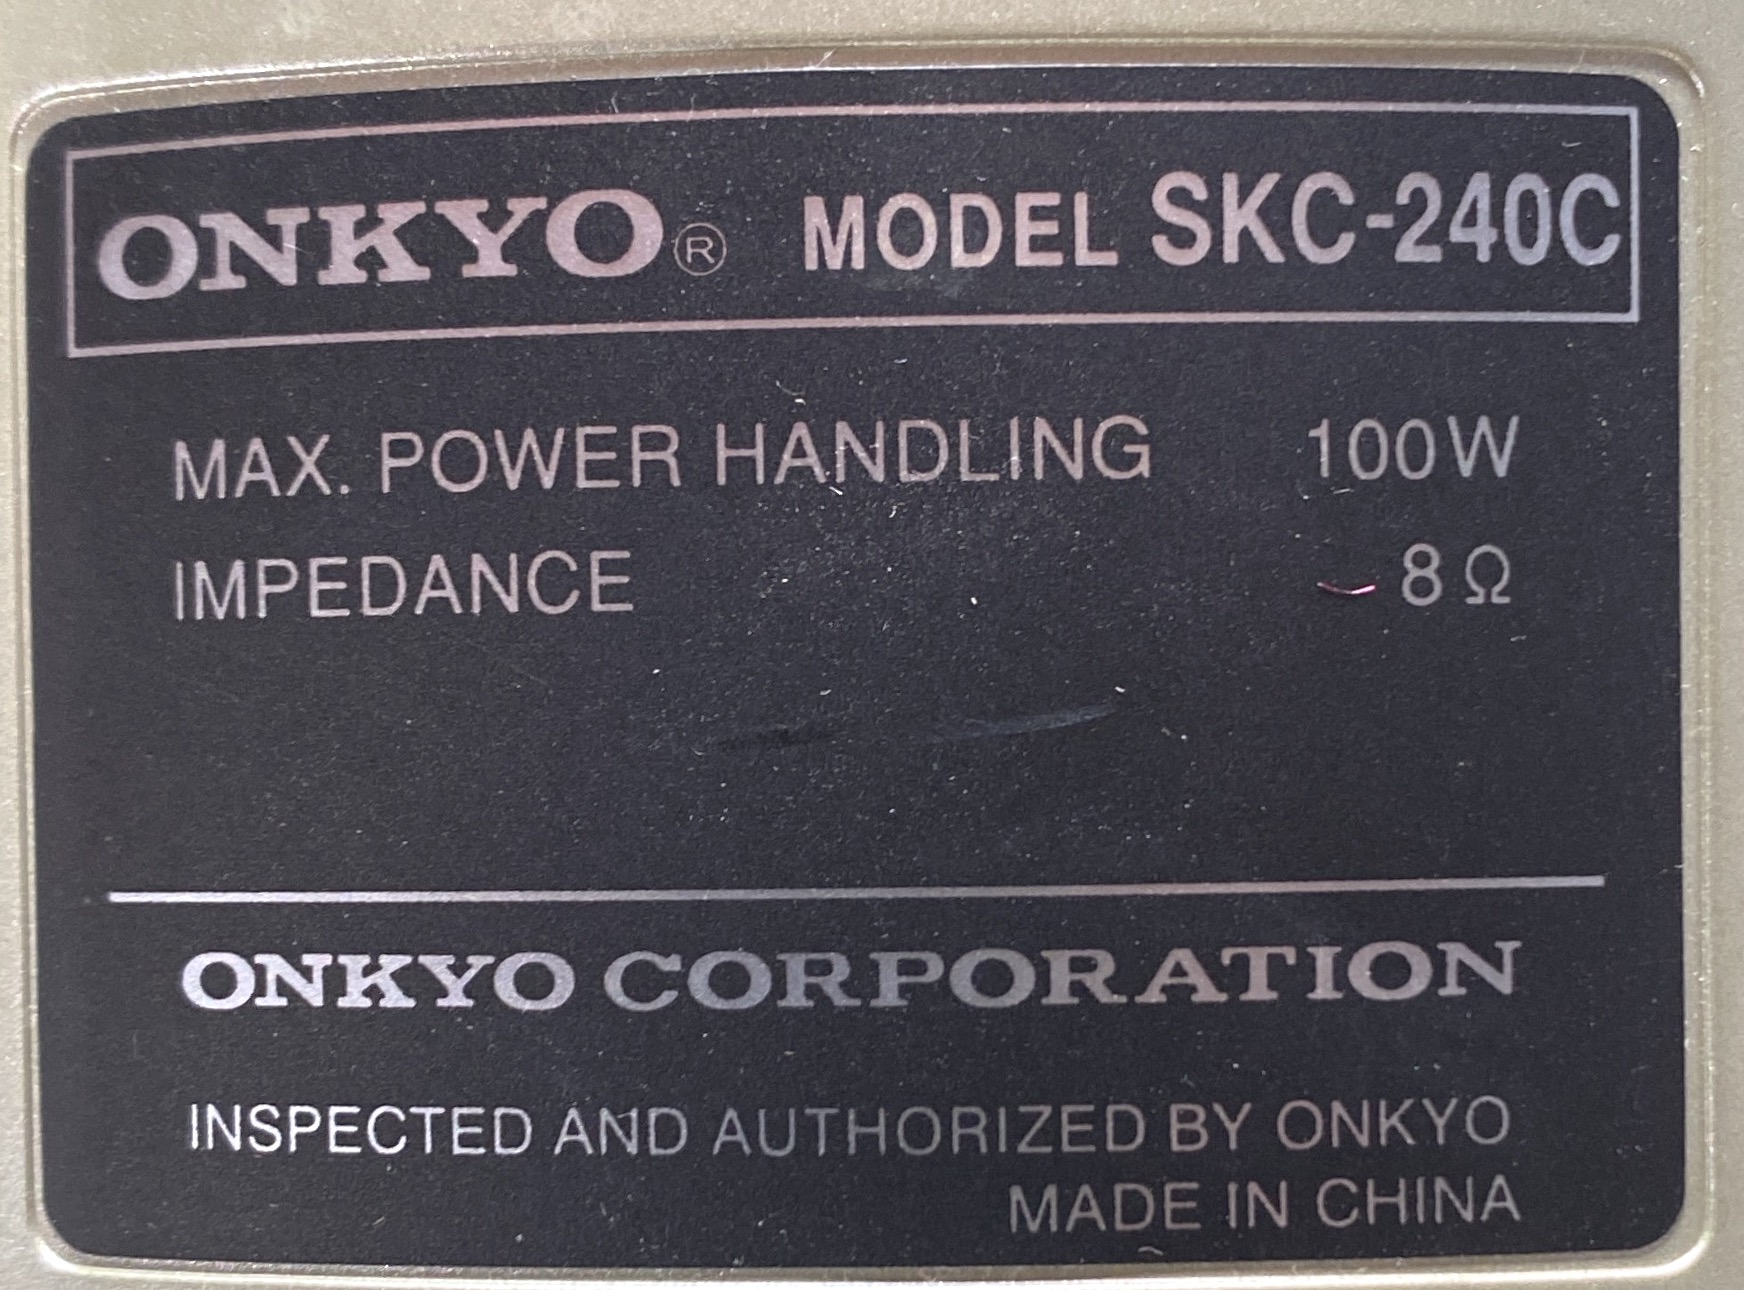 ONKYO® MODEL SKC-240C
MAX. POWER HANDLING 100W
IMPEDANCE 8Ω
ONKYO CORPORATION
INSPECTED AND AUTHORIZED BY ONKYO
MADE IN CHINA